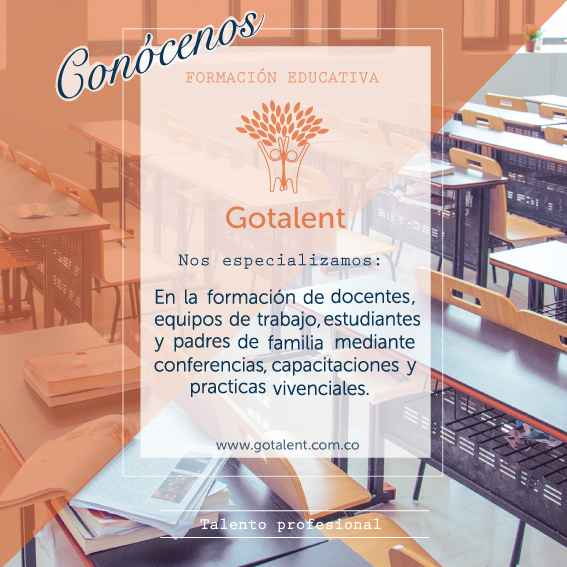 Conócenos
FORMACIÓN EDUCATIVA
Gotalent
Nos especializamos:
En la formación de docentes,
equipos de trabajo, estudiantes
y padres de familia mediante
conferencias, capacitaciones y
practicas vivenciales.
www.gotalent.com.co
Talento profesional